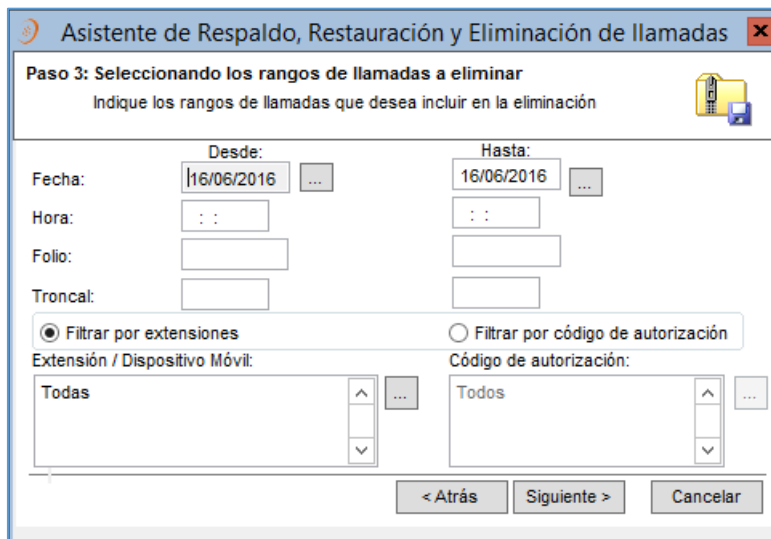 Asistente de Respaldo, Restauración y Eliminación de llamadas
Paso 3: Seleccionando los rangos de llamadas a eliminar
Indique los rangos de llamadas que desea incluir en la eliminación
Desde: Hasta:
Fecha: 16/06/2016 ... 16/06/2016 ...
Hora: : : : :
Folio:
Troncal:
Filtrar por extensiones Filtrar por código de autorización
Extensión / Dispositivo Móvil: Código de autorización:
Todas ... Todos ...
< Atrás Siguiente > Cancelar